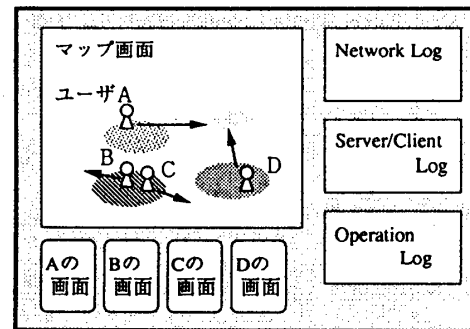 マップ画面
ユーザA
B
C
D
Aの
画面
Bの
画面
Cの
画面
Dの
画面
Network Log
Server/Client
Log
Operation
Log